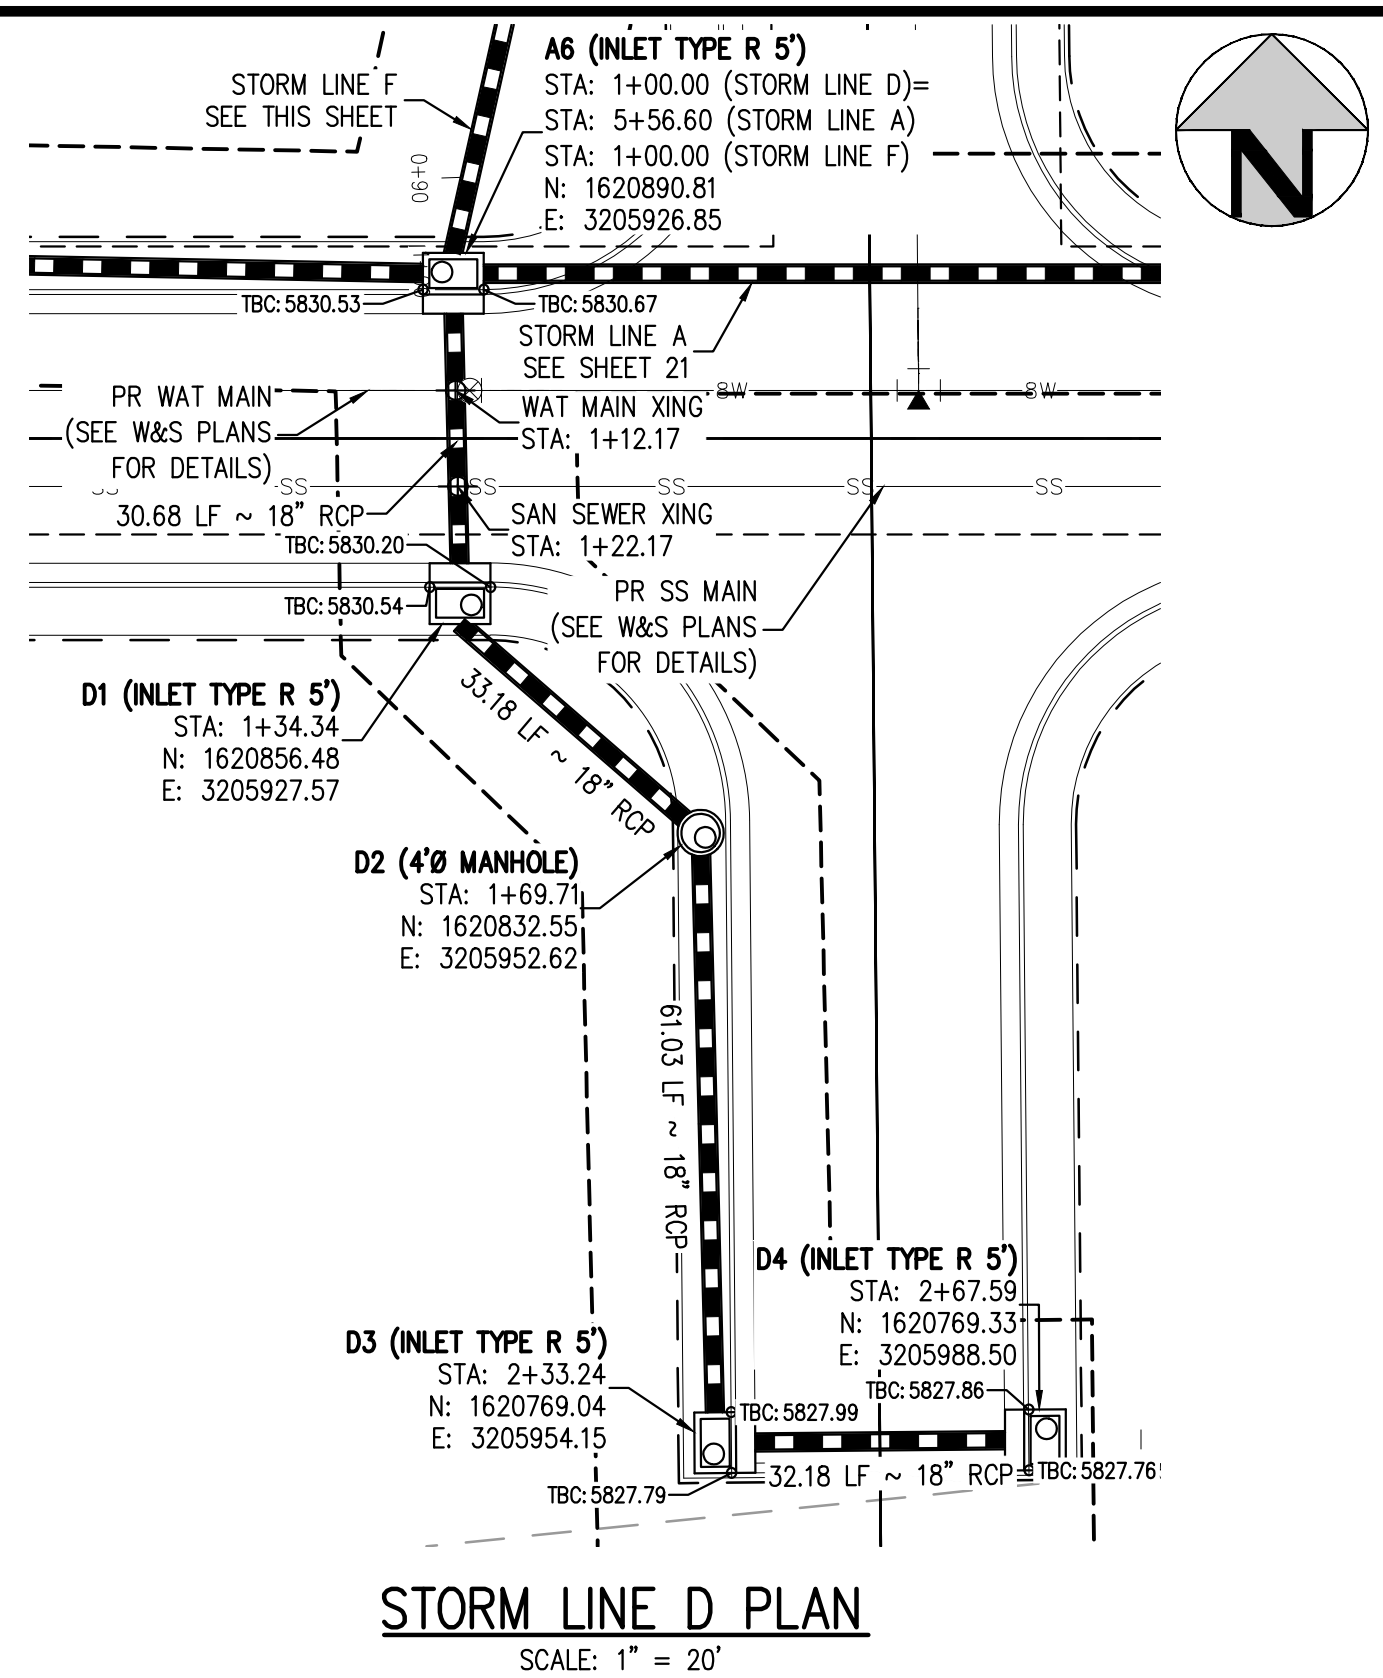 A6 (INLET TYPE R 5')
STA: 1+00.00 (STORM LINE D)=
STA: 5+56.60 (STORM LINE A)
STA: 1+00.00 (STORM LINE F)
N: 1620890.81
E: 3205926.85
STORM LINE F
SEE THIS SHEET
0+60
N
TBC: 5830.53
TBC: 5830.67
STORM LINE A
SEE SHEET 21
PR WAT MAIN
(SEE W&S PLANS
FOR DETAILS)
WAT MAIN XING
STA: 1+12.17
8W
8W
SS
SS
SS
SS
SS
SS
30.68 LF ~ 18" RCP
SAN SEWER XING
STA: 1+22.17
TBC: 5830.20
TBC: 5830.54
PR SS MAIN
(SEE W&S PLANS
FOR DETAILS)
D1 (INLET TYPE R 5')
STA: 1+34.34
N: 1620856.48
E: 3205927.57
33.18 LF ~ 18" RCP
D2 (4'Ø MANHOLE)
STA: 1+69.71
N: 1620832.55
E: 3205952.62
61.03 LF ~ 18" RCP
D4 (INLET TYPE R 5')
STA: 2+67.59
N: 1620769.33
E: 3205988.50
D3 (INLET TYPE R 5')
STA: 2+33.24
N: 1620769.04
E: 3205954.15
TBC: 5827.86
TBC: 5827.99
TBC: 5827.76
32.18 LF ~ 18" RCP
TBC: 5827.79
STORM LINE D PLAN
SCALE: 1" = 20'